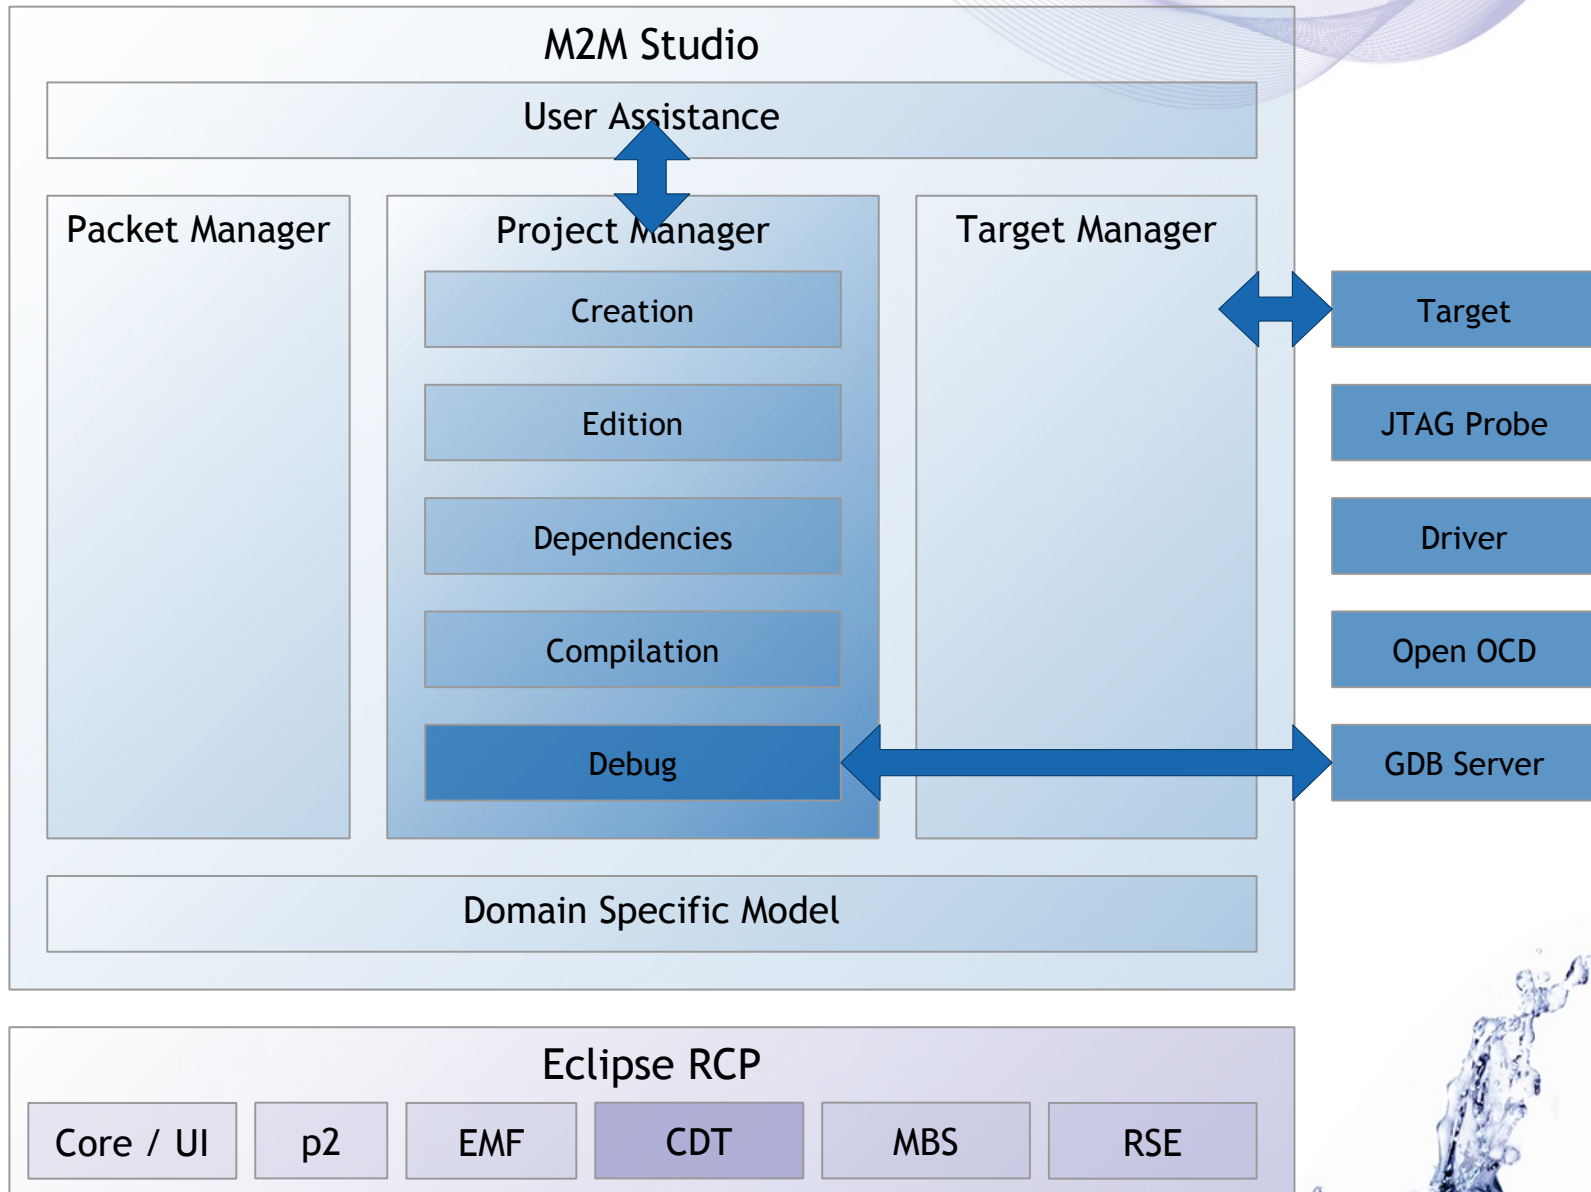 M2M Studio
User Assistance
Packet Manager
Project Manager
Target Manager
Creation
Edition
Dependencies
Compilation
Debug
Target
JTAG Probe
Driver
Open OCD
GDB Server
Domain Specific Model
Eclipse RCP
Core / UI
p2
EMF
CDT
MBS
RSE